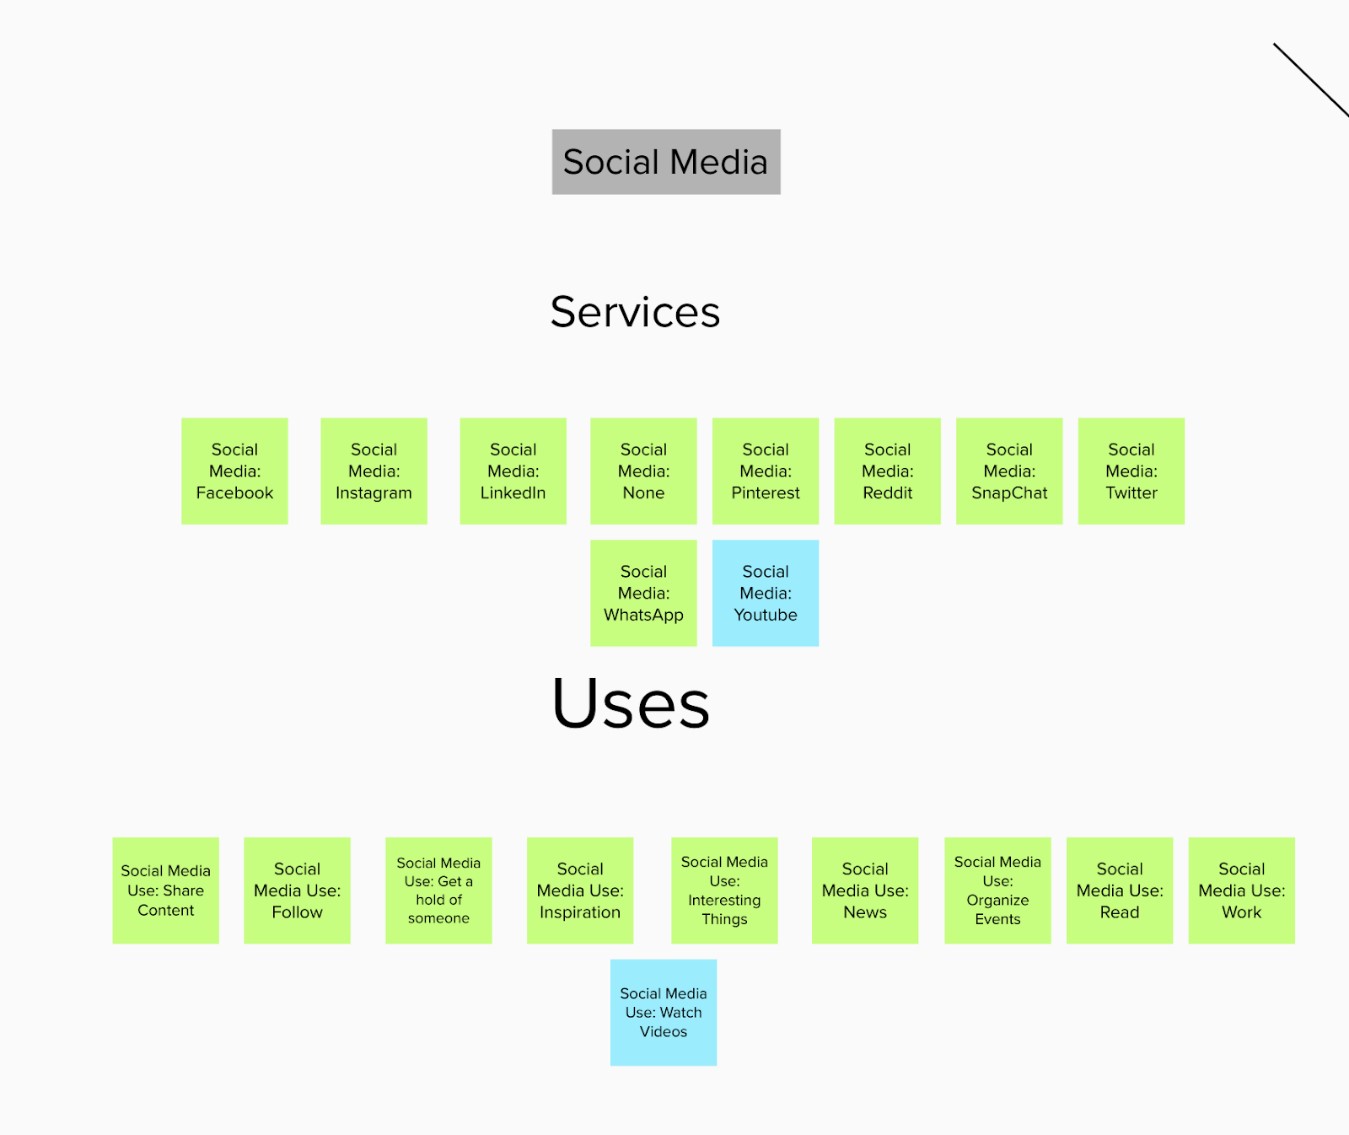 Social Media
Services
Social
Media:
Facebook
Social
Media:
Instagram
Social
Media:
LinkedIn
Social
Media:
None
Social
Media:
Pinterest
Social
Media:
Reddit
Social
Media:
SnapChat
Social
Media:
Twitter
Social
Media:
WhatsApp
Social
Media:
Youtube
Uses
Social Media
Use: Share
Content
Social
Media Use:
Follow
Social Media
Use: Get a
hold of
someone
Social
Media Use:
Inspiration
Social Media
Use:
Interesting
Things
Social
Media Use:
News
Social Media
Use:
Organize
Events
Social
Media Use:
Read
Social
Media Use:
Work
Social Media
Use: Watch
Videos